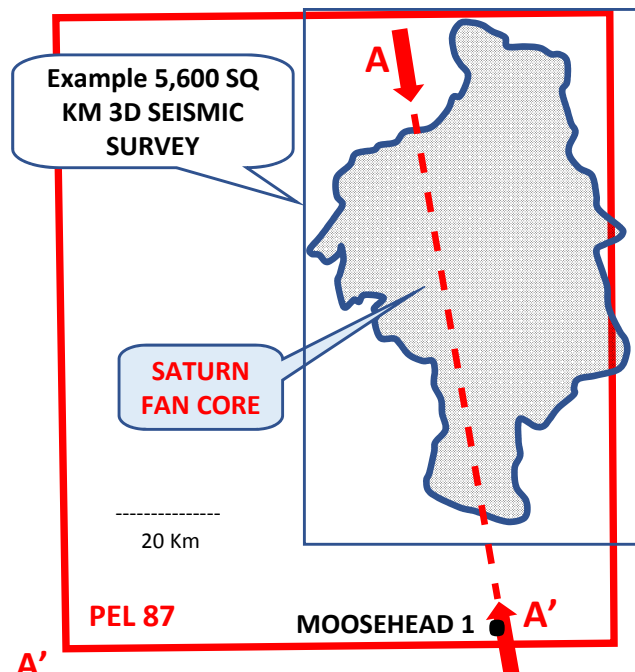 A
Example 5,600 SQ
KM 3D SEISMIC
SURVEY
SATURN
FAN CORE
20 Km
PEL 87
MOOSEHEAD 1
A’
A’